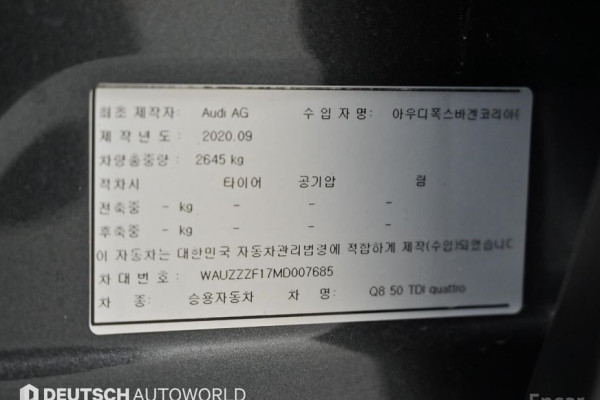 최초 제작자: Audi AG 수 입 자 명: 아우디폭스바겐코리아(
제 작 년 도 : 2020.09
차량총중량 : 2645 kg
적차시 타이어 공기압 림
전축중 - kg - - -
후축중 - kg - - -
이 자동차는 대한민국 자동차관리법령에 적합하게 제작(수입)되었습니다
차 대 번 호 : WAUZZZF17MD007685
차 종: 승용자동차 차 명: Q8 50 TDI quattro
DEUTSCH AUTOWORLD
Encar